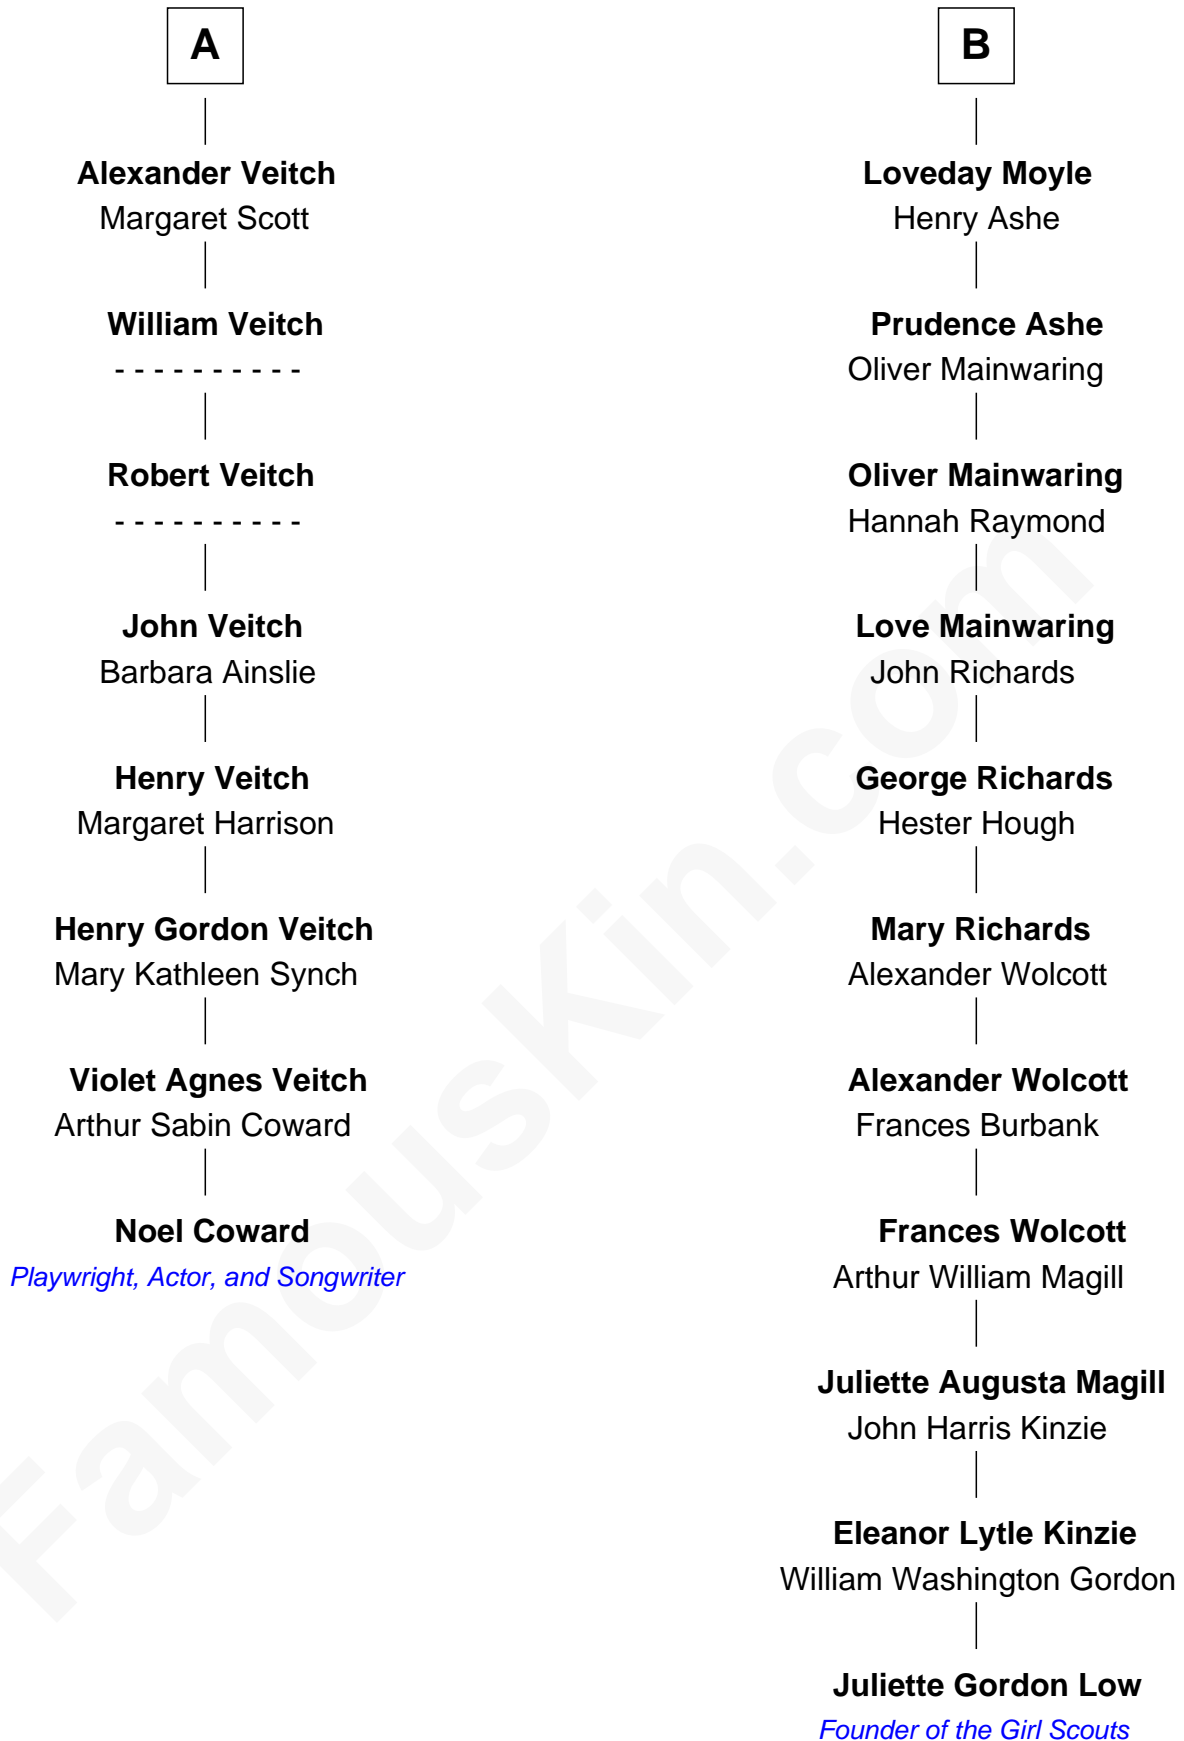 A
Alexander Veitch
Margaret Scott
William Veitch
- - - - - - - - - -
Robert Veitch
- - - - - - - - - -
John Veitch
Barbara Ainslie
Henry Veitch
Margaret Harrison
Henry Gordon Veitch
Mary Kathleen Synch
Violet Agnes Veitch
Arthur Sabin Coward
Noel Coward
Playwright, Actor, and Songwriter
B
Loveday Moyle
Henry Ashe
Prudence Ashe
Oliver Mainwaring
Oliver Mainwaring
Hannah Raymond
Love Mainwaring
John Richards
George Richards
Hester Hough
Mary Richards
Alexander Wolcott
Alexander Wolcott
Frances Burbank
Frances Wolcott
Arthur William Magill
Juliette Augusta Magill
John Harris Kinzie
Eleanor Lytle Kinzie
William Washington Gordon
Juliette Gordon Low
Founder of the Girl Scouts
FamousKin.com